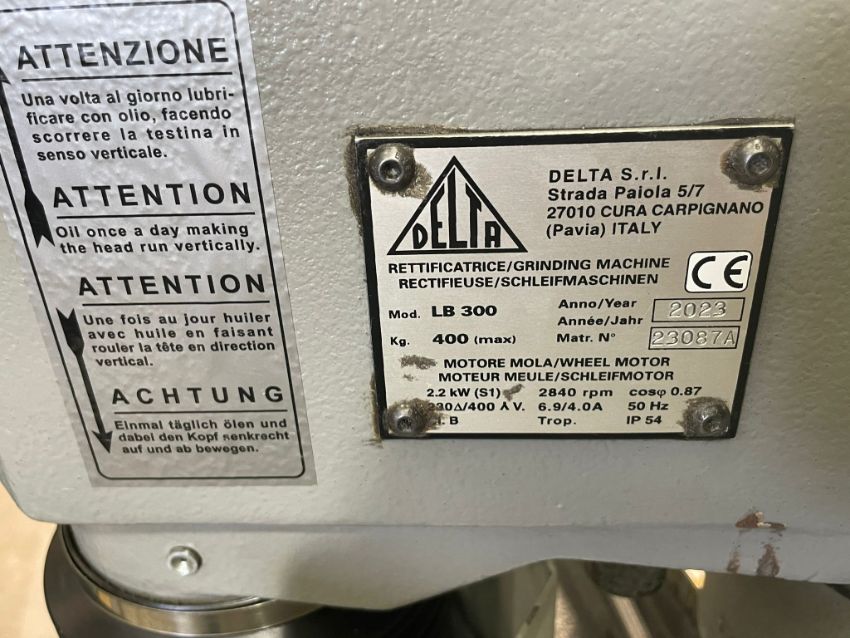 ATTENZIONE
Una volta al giorno lubri-
ficare con olio, facendo
scorrere la testina in
senso verticale.
ATTENTION
Oil once a day making
the head run vertically.
ATTENTION
Une fois au jour huiler
avec huile en faisant
rouler la tête en direction
vertical.
ACHTUNG
Einmal täglich ölen und
dabei den Kopf senkrecht
auf und ab bewegen.
DELTA
DELTA S.r.l.
Strada Paiola 5/7
27010 CURA CARPIGNANO
(Pavia) ITALY
RETTIFICATRICE/GRINDING MACHINE
RECTIFIEUSE/SCHLEIFMASCHINEN
CE
Mod. LB 300
Anno/Year
Année/Jahr
2023
Kg. 400 (max)
Matr. N° 23087A
MOTORE MOLA/WHEEL MOTOR
MOTEUR MEULE/SCHLEIFMOTOR
2.2 kW (S1) 2840 rpm cosφ 0.87
/400 V. 6.9/4.0A 50 Hz
B Trop. IP 54